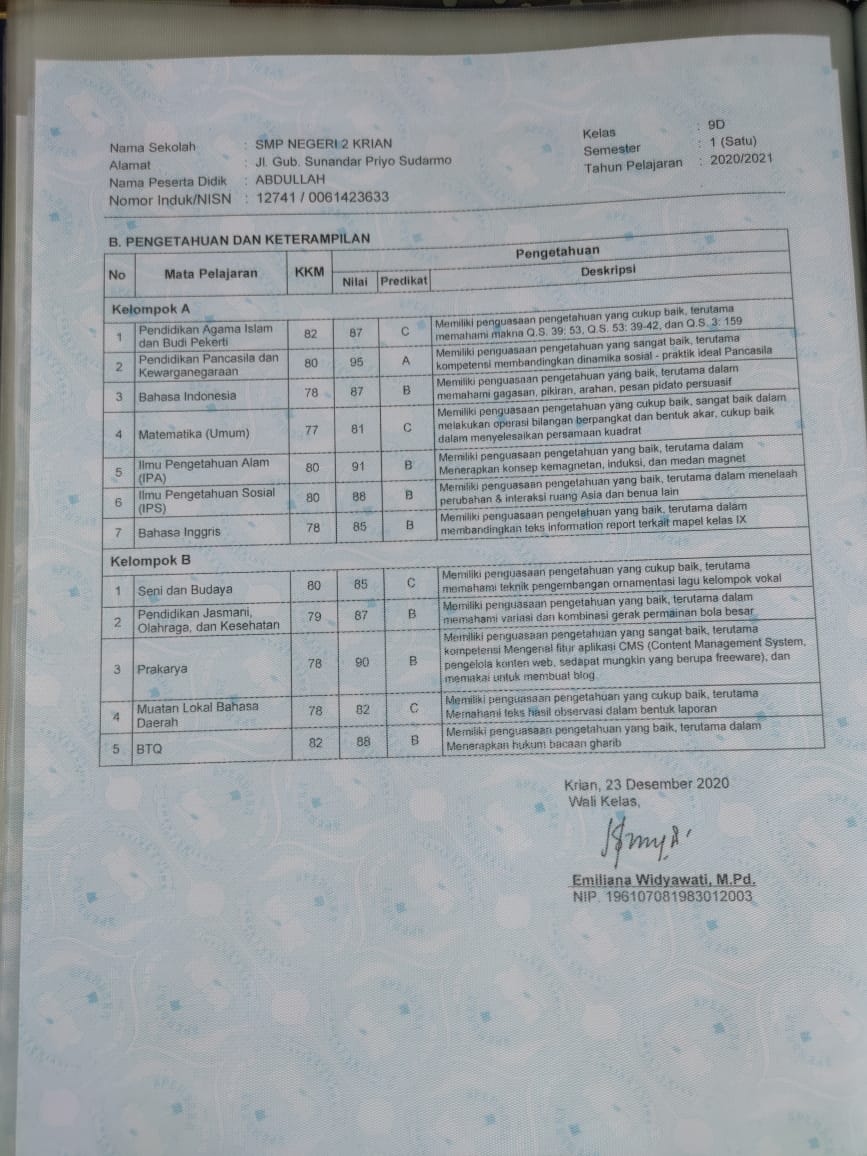 Nama Sekolah : SMP NEGERI 2 KRIAN
Alamat : Jl. Gub. Sunandar Priyo Sudarmo
Nama Peserta Didik : ABDULLAH
Nomor Induk/NISN : 12741 / 0061423633
Kelas : 9D
Semester : 1 (Satu)
Tahun Pelajaran : 2020/2021
B. PENGETAHUAN DAN KETERAMPILAN
No Mata Pelajaran KKM Pengetahuan
Nilai Predikat Deskripsi
Kelompok A
1 Pendidikan Agama Islam dan Budi Pekerti 82 87 C Memiliki penguasaan pengetahuan yang cukup baik, terutama
memahami makna Q.S. 39: 53, Q.S. 53: 39-42, dan Q.S. 3: 159
2 Pendidikan Pancasila dan Kewarganegaraan 80 95 A Memiliki penguasaan pengetahuan yang sangat baik, terutama
kompetensi membandingkan dinamika sosial - praktik ideal Pancasila
3 Bahasa Indonesia 78 87 B Memiliki penguasaan pengetahuan yang baik, terutama dalam
memahami gagasan, pikiran, arahan, pesan pidato persuasif
4 Matematika (Umum) 77 81 C Memiliki penguasaan pengetahuan yang cukup baik, sangat baik dalam
melakukan operasi bilangan berpangkat dan bentuk akar, cukup baik
dalam menyelesaikan persamaan kuadrat
5 Ilmu Pengetahuan Alam (IPA) 80 91 B Memiliki penguasaan pengetahuan yang baik, terutama dalam
Menerapkan konsep kemagnetan, induksi, dan medan magnet
6 Ilmu Pengetahuan Sosial (IPS) 80 88 B Memiliki penguasaan pengetahuan yang baik, terutama dalam menelaah
perubahan & interaksi ruang Asia dan benua lain
7 Bahasa Inggris 78 85 B Memiliki penguasaan pengetahuan yang baik, terutama dalam
membandingkan teks information report terkait mapel kelas IX
Kelompok B
1 Seni dan Budaya 80 85 C Memiliki penguasaan pengetahuan yang cukup baik, terutama
memahami teknik pengembangan ornamentasi lagu kelompok vokal
2 Pendidikan Jasmani, Olahraga, dan Kesehatan 79 87 B Memiliki penguasaan pengetahuan yang baik, terutama dalam
memahami variasi dan kombinasi gerak permainan bola besar
3 Prakarya 78 90 B Memiliki penguasaan pengetahuan yang sangat baik, terutama
kompetensi Mengenal fitur aplikasi CMS (Content Management System,
pengelola konten web, sedapat mungkin yang berupa freeware), dan
memakai untuk membuat blog
4 Muatan Lokal Bahasa Daerah 78 82 C Memiliki penguasaan pengetahuan yang cukup baik, terutama
Memahami teks hasil observasi dalam bentuk laporan
5 BTQ 82 88 B Memiliki penguasaan pengetahuan yang baik, terutama dalam
Menerapkan hukum bacaan gharib
Krian, 23 Desember 2020
Wali Kelas,
Emiliana Widyawati, M.Pd.
NIP. 196107081983012003